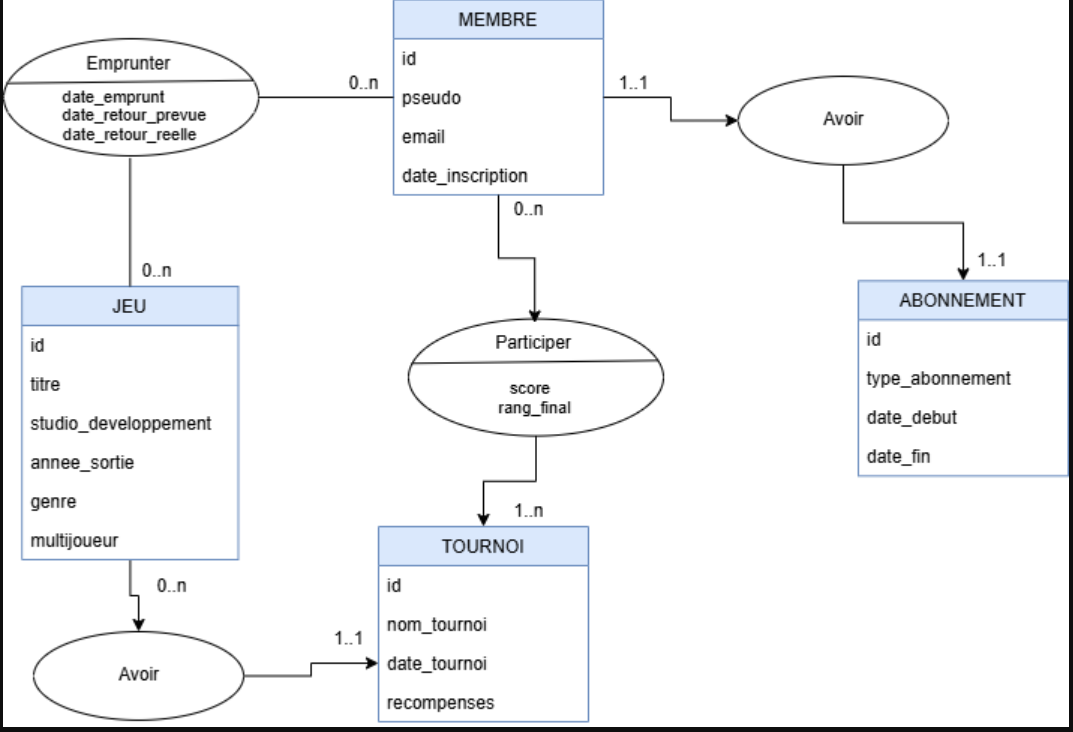 MEMBRE
id
pseudo
email
date_inscription
Emprunter
date_emprunt
date_retour_prevue
date_retour_reelle
0..n
1..1
Avoir
0..n
0..n
1..1
JEU
id
titre
studio_developpement
annee_sortie
genre
multijoueur
Participer
score
rang_final
ABONNEMENT
id
type_abonnement
date_debut
date_fin
1..n
TOURNOI
id
nom_tournoi
date_tournoi
recompenses
0..n
1..1
Avoir